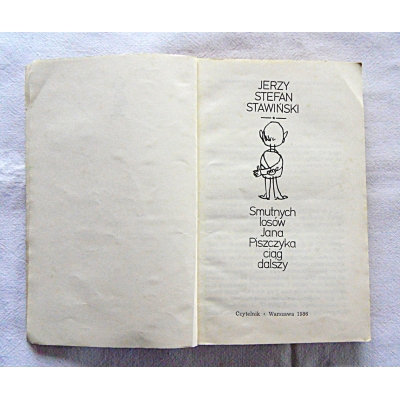 JERZY
STEFAN
STAWIŃSKI
Smutnych
losów
Jana
Piszczyka
ciąg
dalszy
Czytelnik • Warszawa 1986